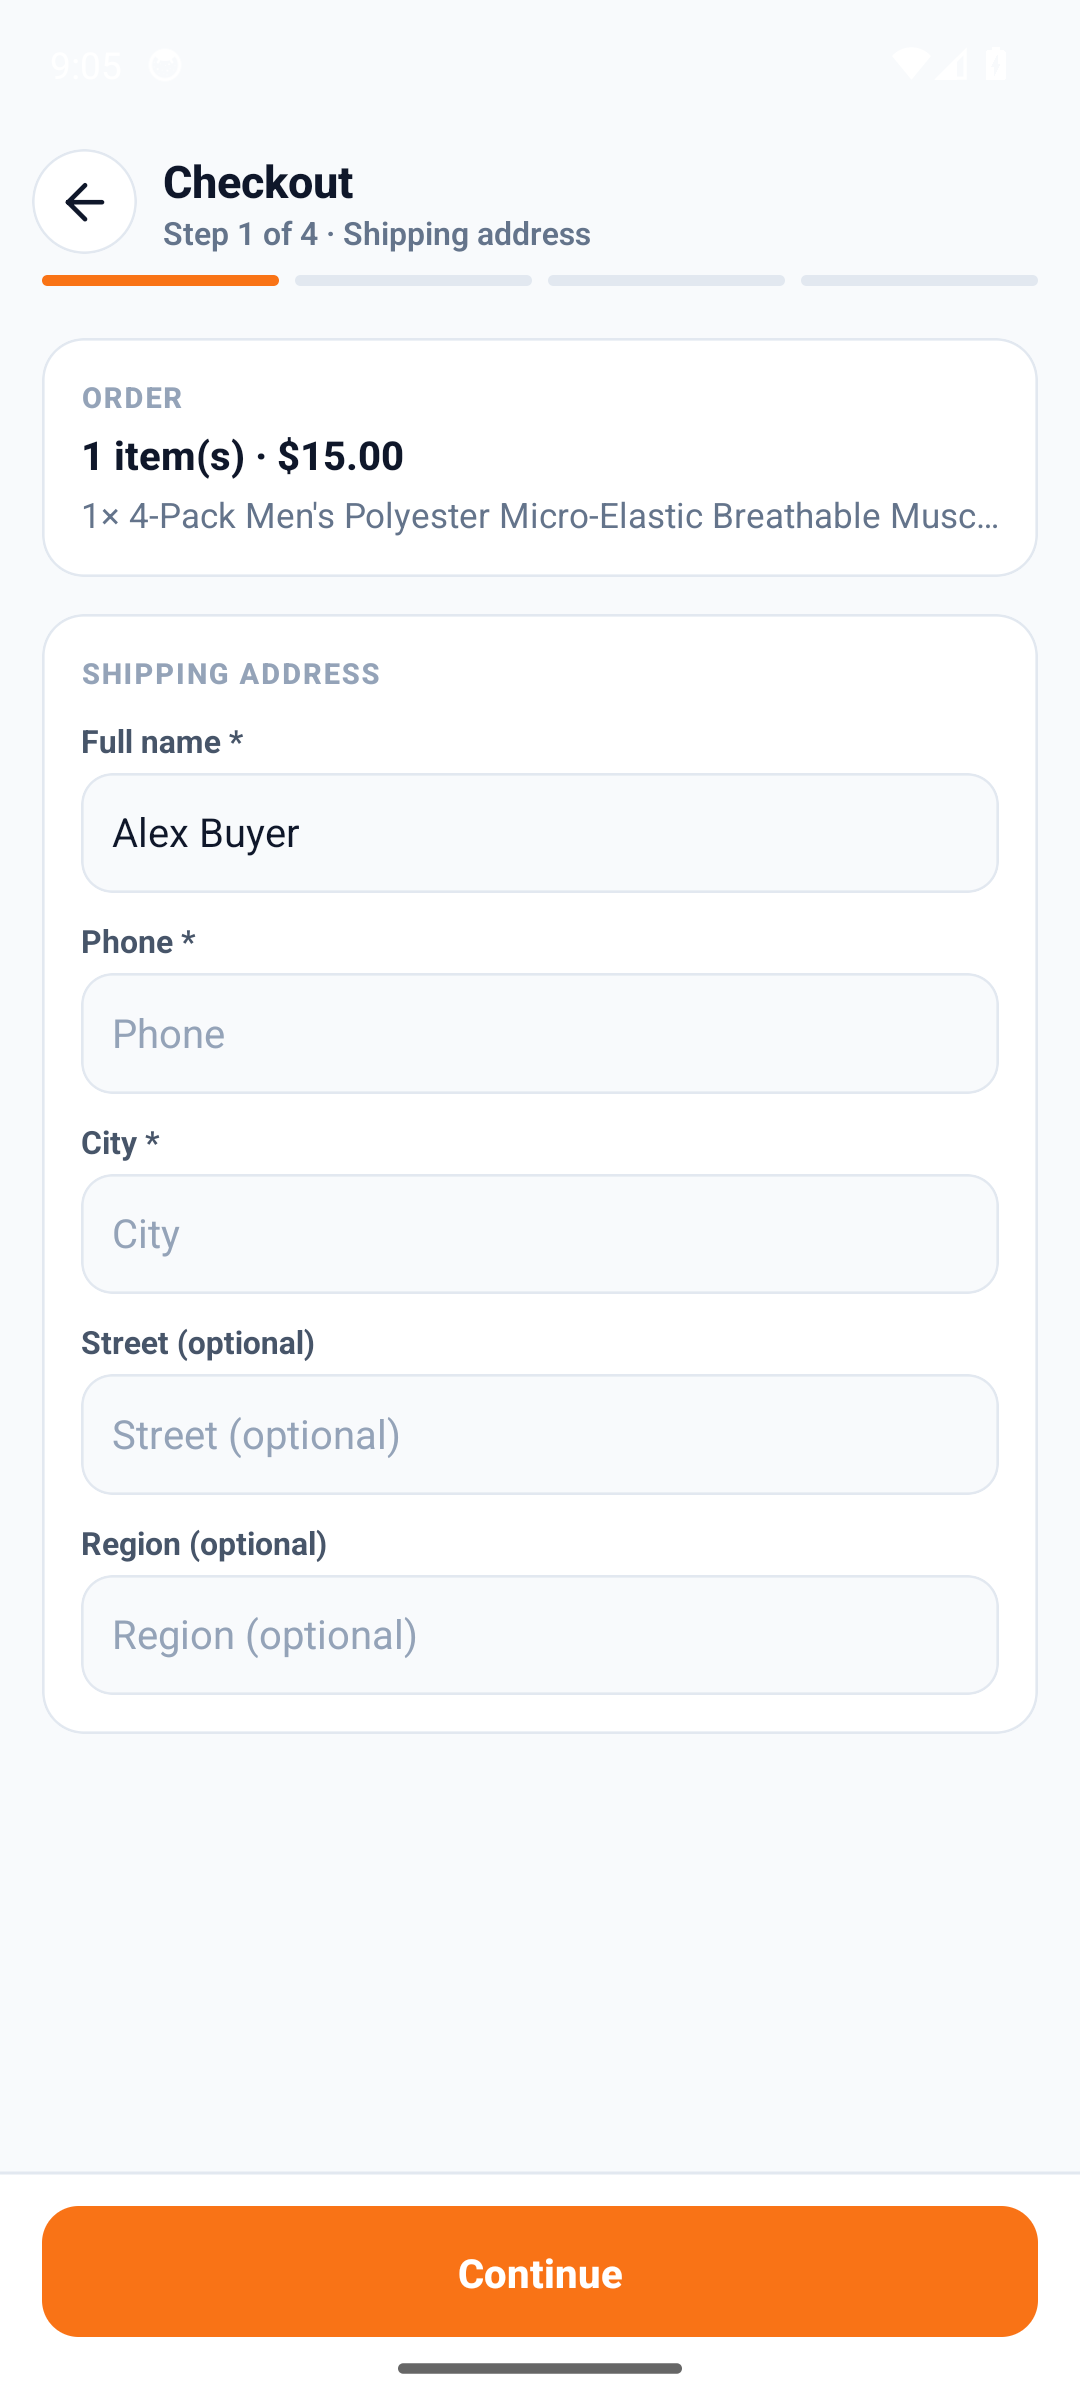 9:05
Checkout
Step 1 of 4 · Shipping address
ORDER
1 item(s) · $15.00
1× 4-Pack Men's Polyester Micro-Elastic Breathable Musc...
SHIPPING ADDRESS
Full name *
Alex Buyer
Phone *
Phone
City *
City
Street (optional)
Street (optional)
Region (optional)
Region (optional)
Continue